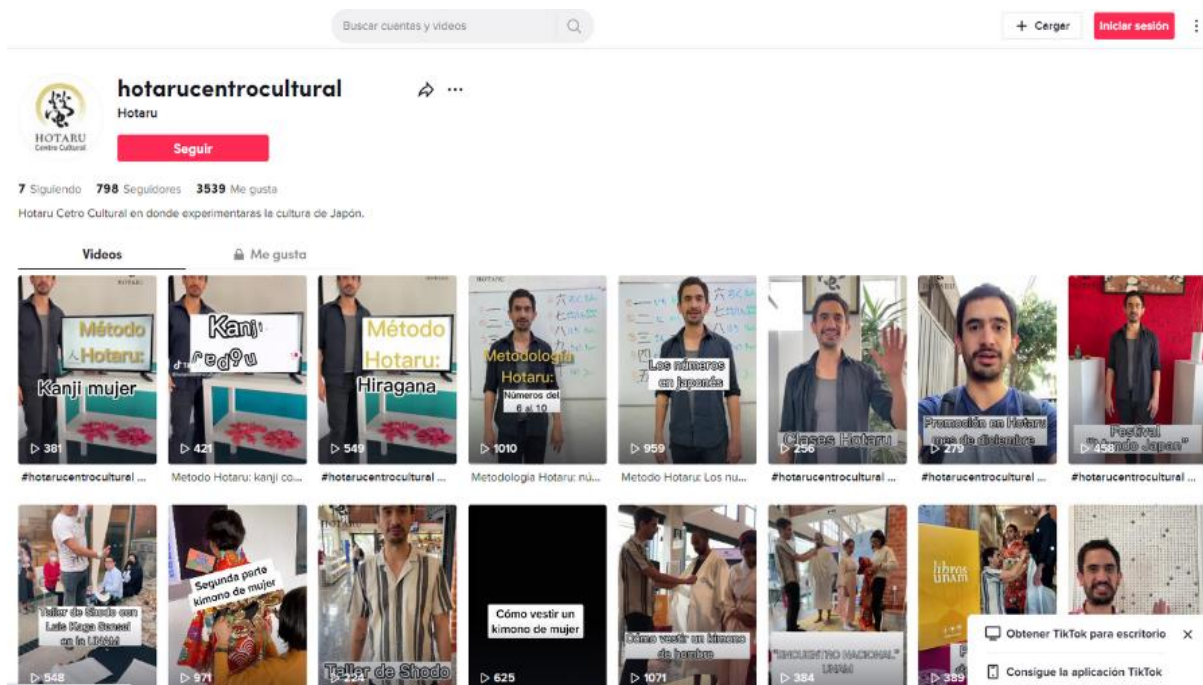 Buscar cuentas y videos
Cargar
Iniciar sesión
HOTARU
Centro Cultural
hotarucentrocultural
Hotaru
Seguir
7 Siguiendo 798 Seguidores 3539 Me gusta
Hotaru Cetro Cultural en donde experimentaras la cultura de Japón.
Videos
Me gusta
Método
人 Hotaru:
Kanji mujer
381
Kanji
421
Método
Hotaru:
Hiragana
549
Metodología
Hotaru:
Números del
6 al 10
1010
Los números
en japonés
959
Clases Hotaru
256
Promoción en Hotaru
mes de diciembre
279
Festival
"Mundo Japan"
458
#hotarucentrocultural ...
Metodo Hotaru: kanji co...
#hotarucentrocultural ...
Metodología Hotaru: nú...
Metodo Hotaru: Los nu...
#hotarucentrocultural ...
#hotarucentrocultural ...
#hotarucentrocultural ...
Taller de Shodo con
Luis Kaga Sensei
en la UNAM
548
Segunda parte
kimono de mujer
971
Taller de Shodo
224
Cómo vestir un
kimono de mujer
625
Cómo vestir un kimono
de hombre
1071
"ENCUENTRO NACIONAL"
UNAM
384
libros
UNAM
389
Obtener TikTok para escritorio
Consigue la aplicación TikTok